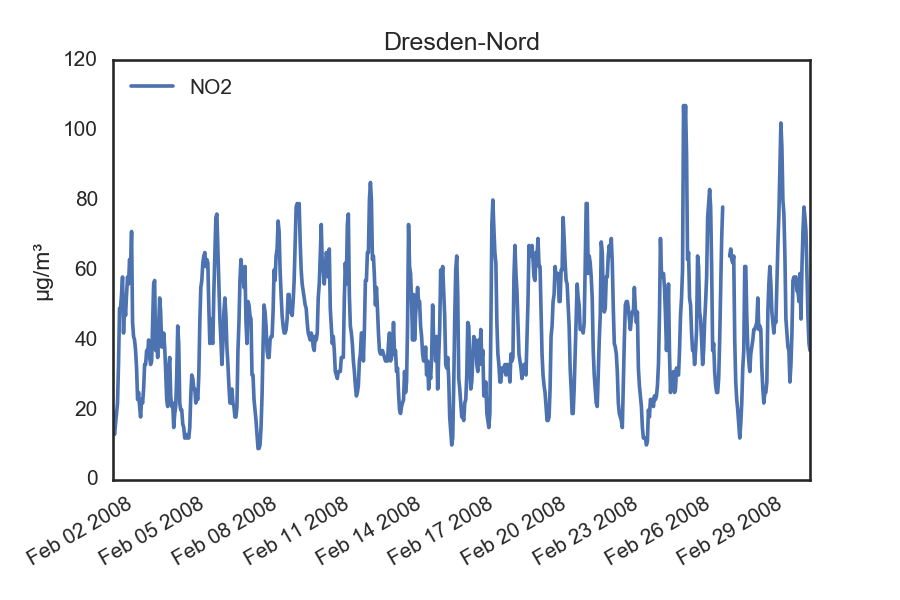 Dresden-Nord
120
100
80
60
40
20
0
µg/m³
NO2
Feb 02 2008
Feb 05 2008
Feb 08 2008
Feb 11 2008
Feb 14 2008
Feb 17 2008
Feb 20 2008
Feb 23 2008
Feb 26 2008
Feb 29 2008